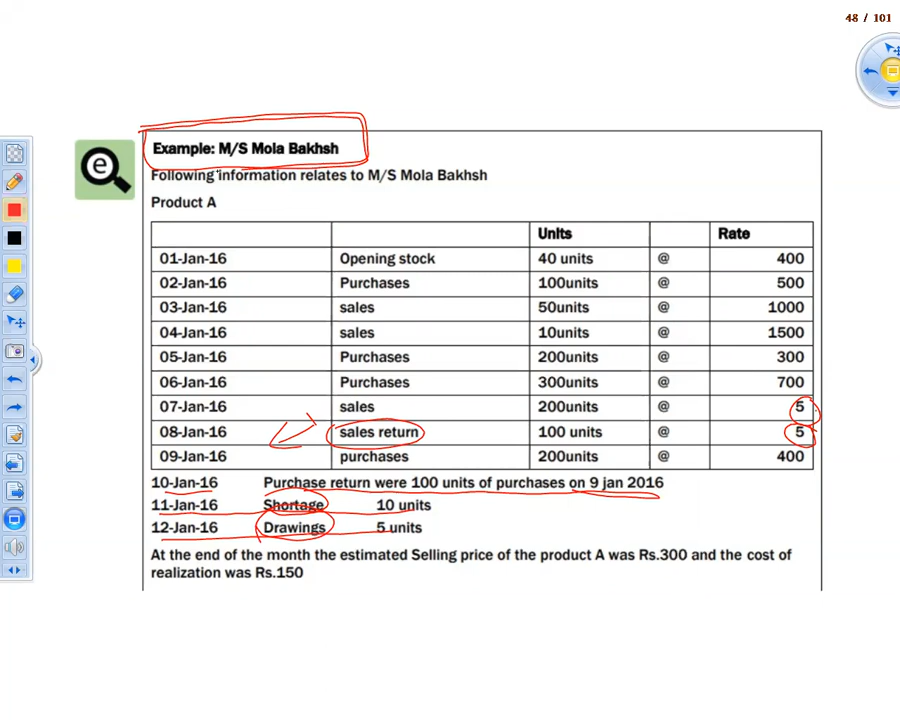 48 / 101
Example: M/S Mola Bakhsh
Following information relates to M/S Mola Bakhsh
Product A
Units Rate
01-Jan-16 Opening stock 40 units @ 400
02-Jan-16 Purchases 100units @ 500
03-Jan-16 sales 50units @ 1000
04-Jan-16 sales 10units @ 1500
05-Jan-16 Purchases 200units @ 300
06-Jan-16 Purchases 300units @ 700
07-Jan-16 sales 200units @ 5
08-Jan-16 sales return 100 units @ 5
09-Jan-16 purchases 200units @ 400
10-Jan-16 Purchase return were 100 units of purchases on 9 jan 2016
11-Jan-16 Shortage 10 units
12-Jan-16 Drawings 5 units
At the end of the month the estimated Selling price of the product A was Rs.300 and the cost of
realization was Rs.150